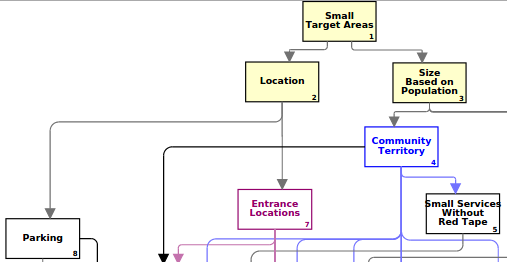 Small
Target Areas
1
Location
2
Size
Based on
Population
3
Community
Territory
4
Entrance
Locations
7
Small Services
Without
Red Tape
5
Parking
8